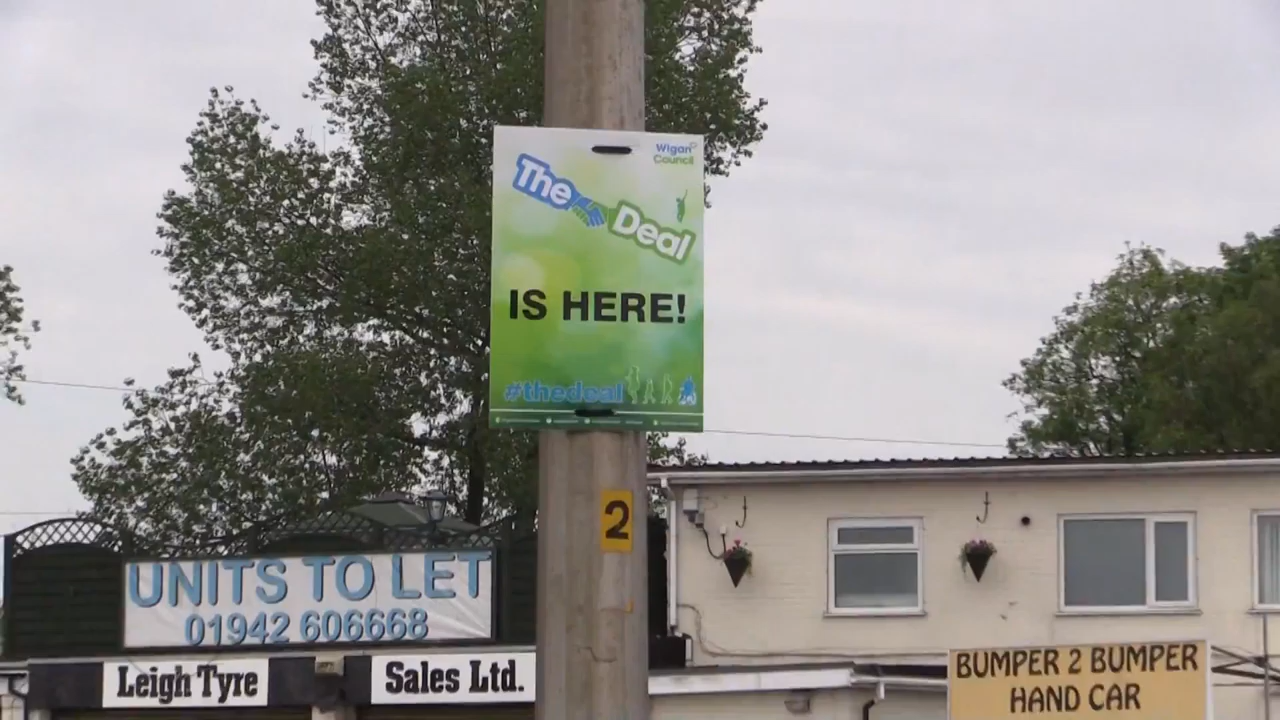 Wigan
Council
The
Deal
IS HERE!
#thedeal
2
UNITS TO LET
01942 606668
Leigh Tyre
Sales Ltd.
BUMPER 2 BUMPER
HAND CAR